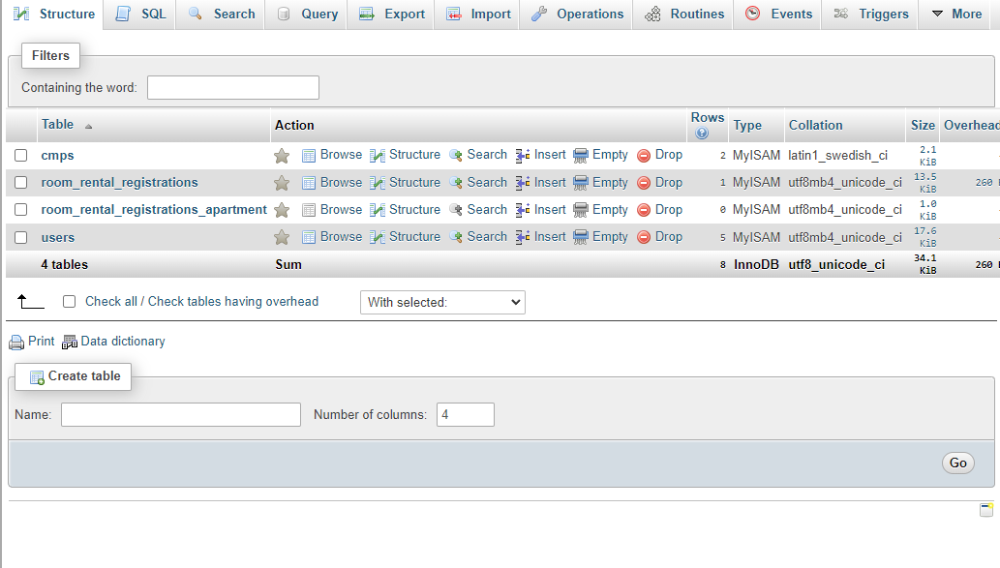 Structure SQL Search Query Export Import Operations Routines Events Triggers More
Filters
Containing the word:
Table Action Rows Type Collation Size Overhead
cmps Browse Structure Search Insert Empty Drop 2 MyISAM latin1_swedish_ci 2.1 KiB
room_rental_registrations Browse Structure Search Insert Empty Drop 1 MyISAM utf8mb4_unicode_ci 13.5 KiB 260
room_rental_registrations_apartment Browse Structure Search Insert Empty Drop 0 MyISAM utf8mb4_unicode_ci 1.0 KiB
users Browse Structure Search Insert Empty Drop 5 MyISAM utf8mb4_unicode_ci 17.6 KiB
4 tables Sum 8 InnoDB utf8_unicode_ci 34.1 KiB 260
Check all / Check tables having overhead With selected:
Print Data dictionary
Create table
Name: Number of columns: 4
Go